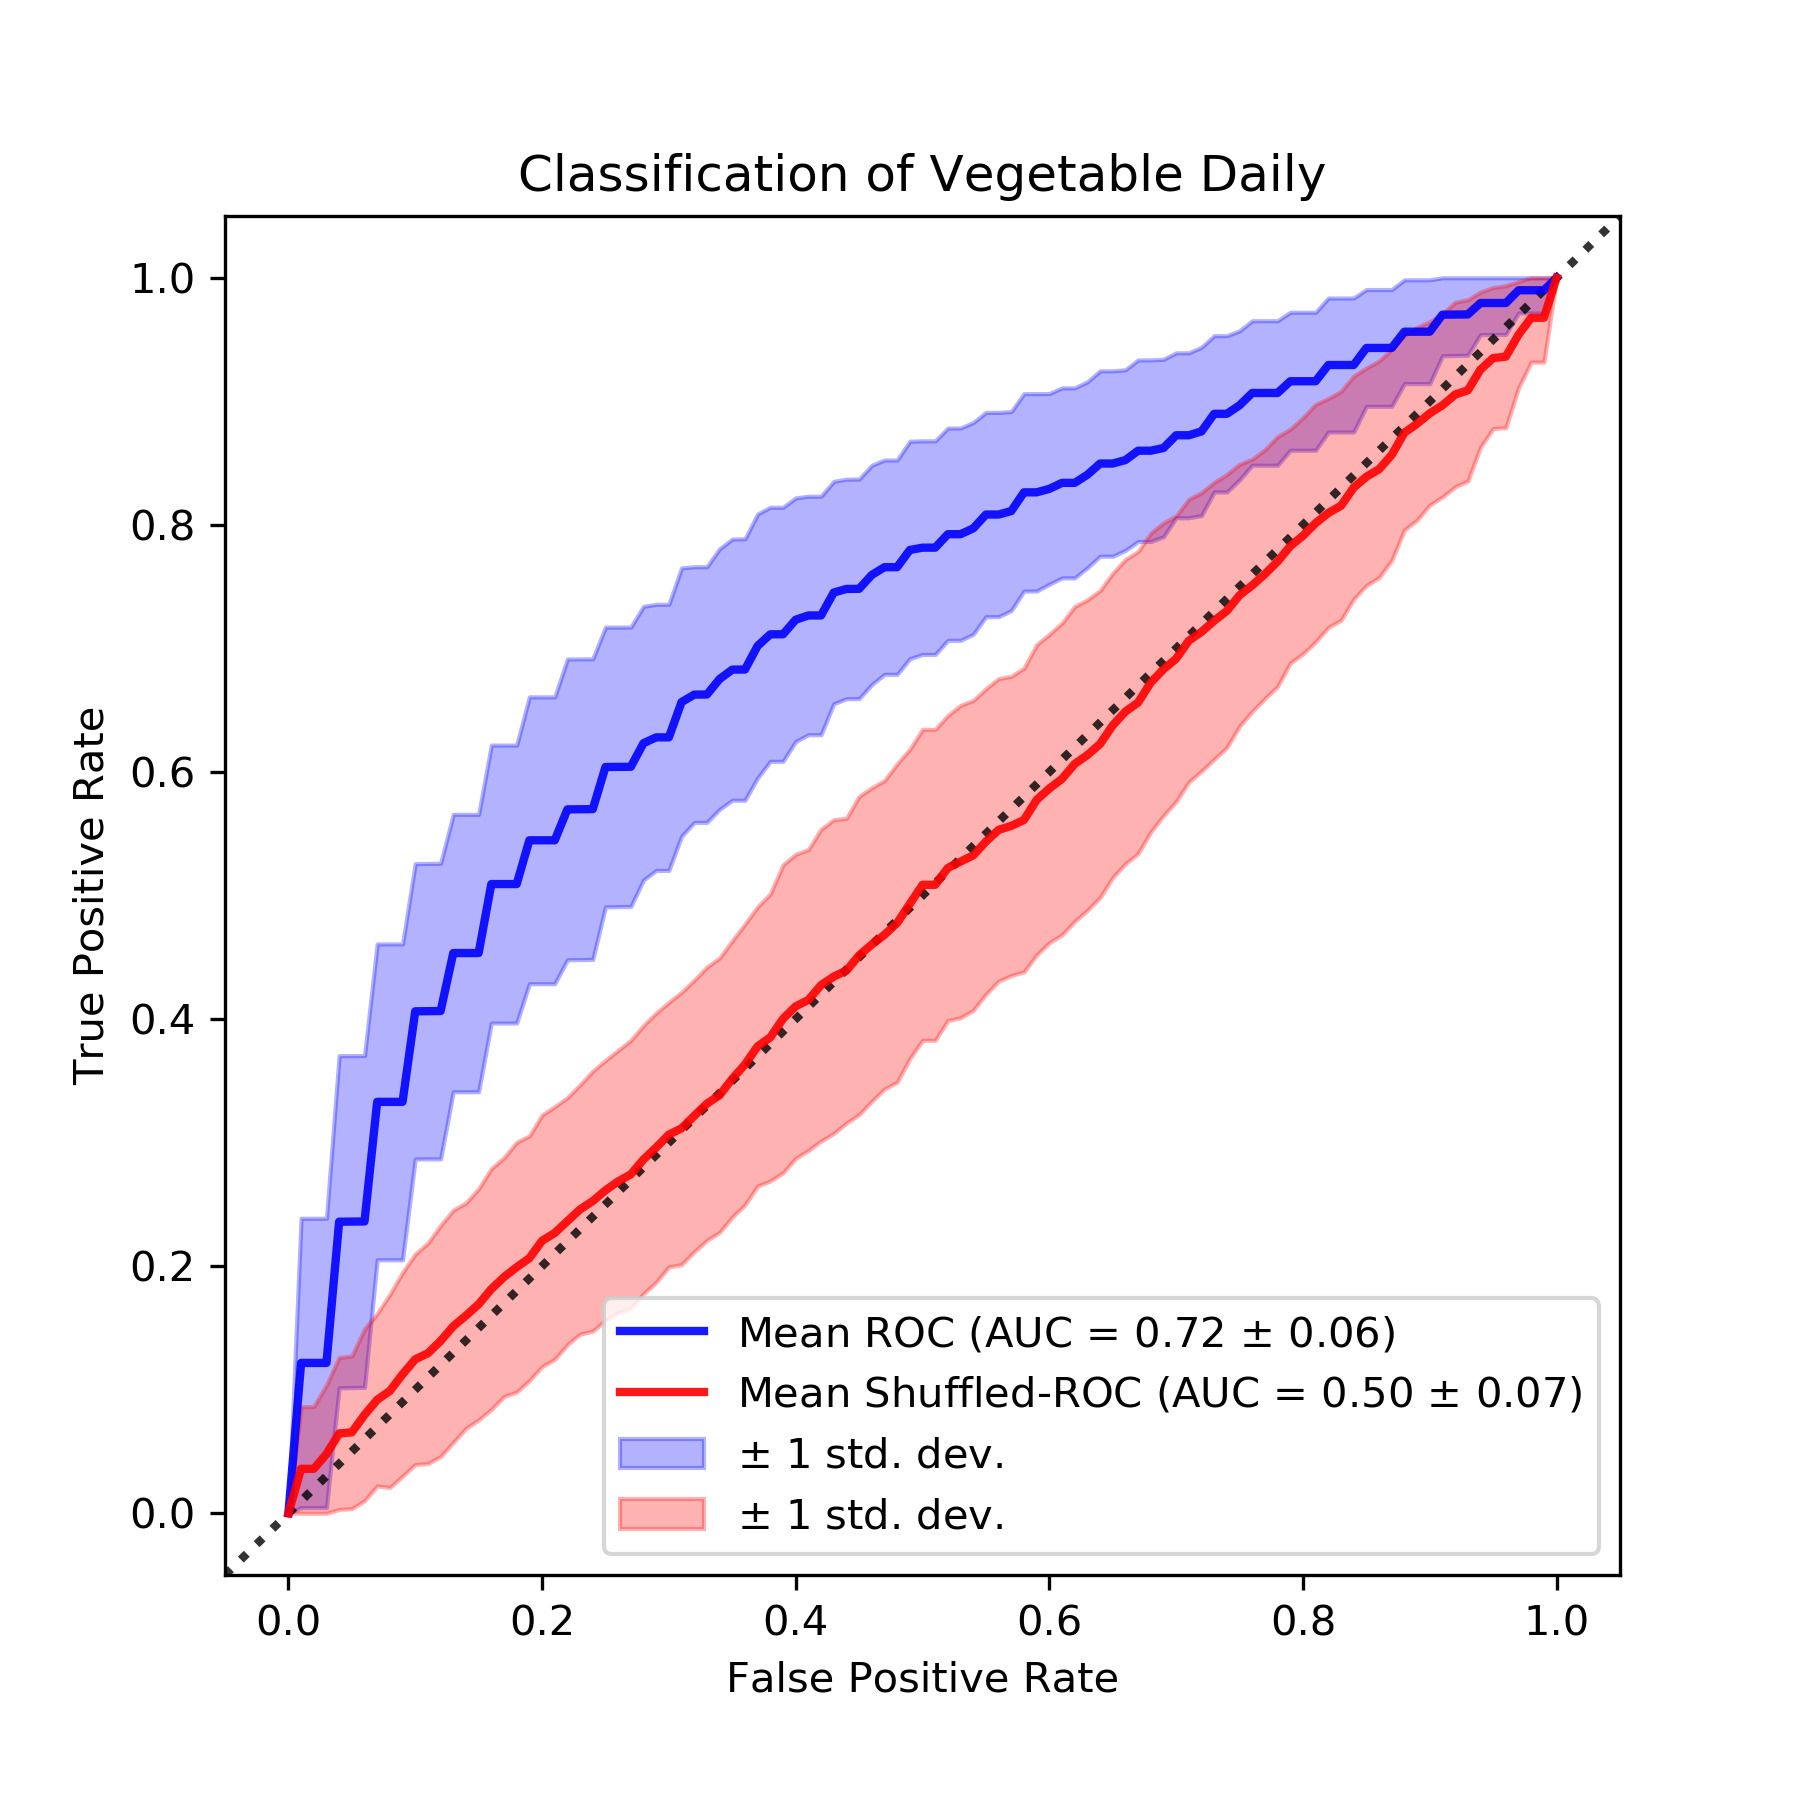 Classification of Vegetable Daily
True Positive Rate
1.0
0.8
0.6
0.4
0.2
0.0
Mean ROC (AUC = 0.72 ± 0.06)
Mean Shuffled-ROC (AUC = 0.50 ± 0.07)
± 1 std. dev.
± 1 std. dev.
0.0 0.2 0.4 0.6 0.8 1.0
False Positive Rate